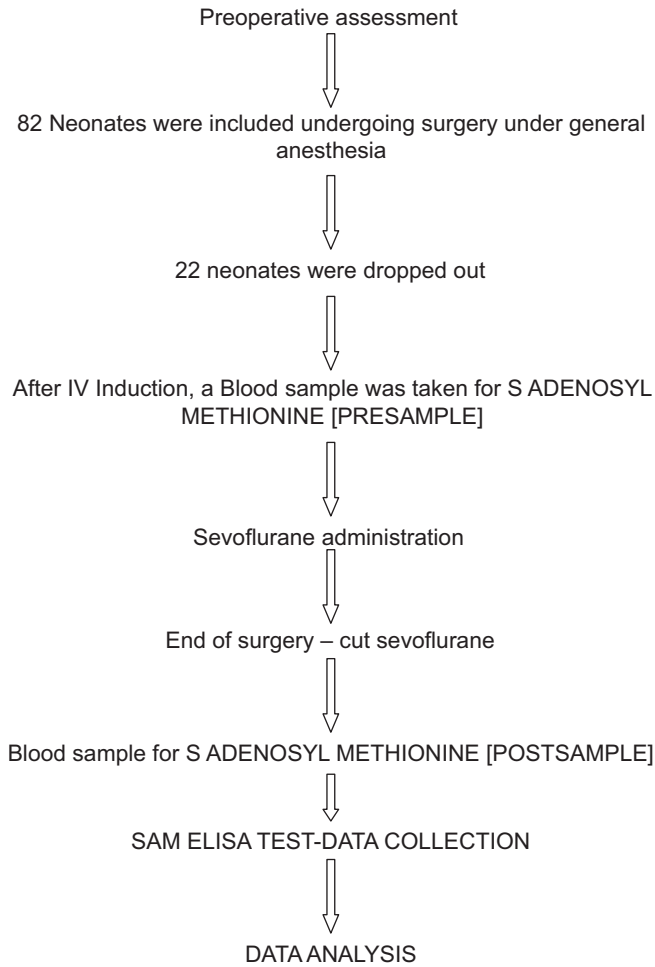 Preoperative assessment
82 Neonates were included undergoing surgery under general
anesthesia
22 neonates were dropped out
After IV Induction, a Blood sample was taken for S ADENOSYL
METHIONINE [PRESAMPLE]
Sevoflurane administration
End of surgery – cut sevoflurane
Blood sample for S ADENOSYL METHIONINE [POSTSAMPLE]
SAM ELISA TEST-DATA COLLECTION
DATA ANALYSIS